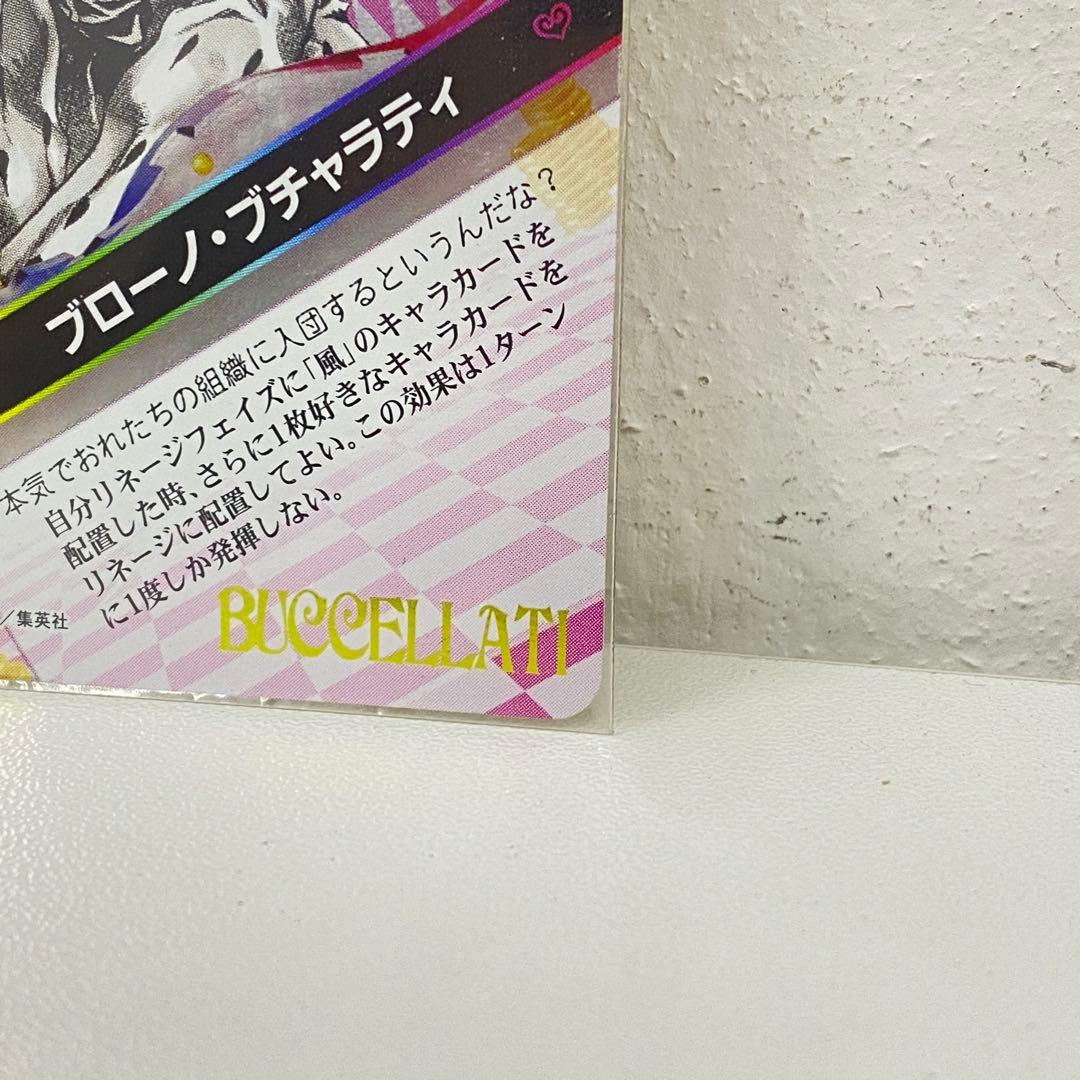 ブローノ・ブチャラティ
本気でおれたちの組織に入団するというんだな？
自分リネージフェイズに「風」のキャラカードを
配置した時、さらに1枚好きなキャラカードを
リネージに配置してよい。この効果は1ターン
に1度しか発揮しない。
／集英社
BUCCELLATI